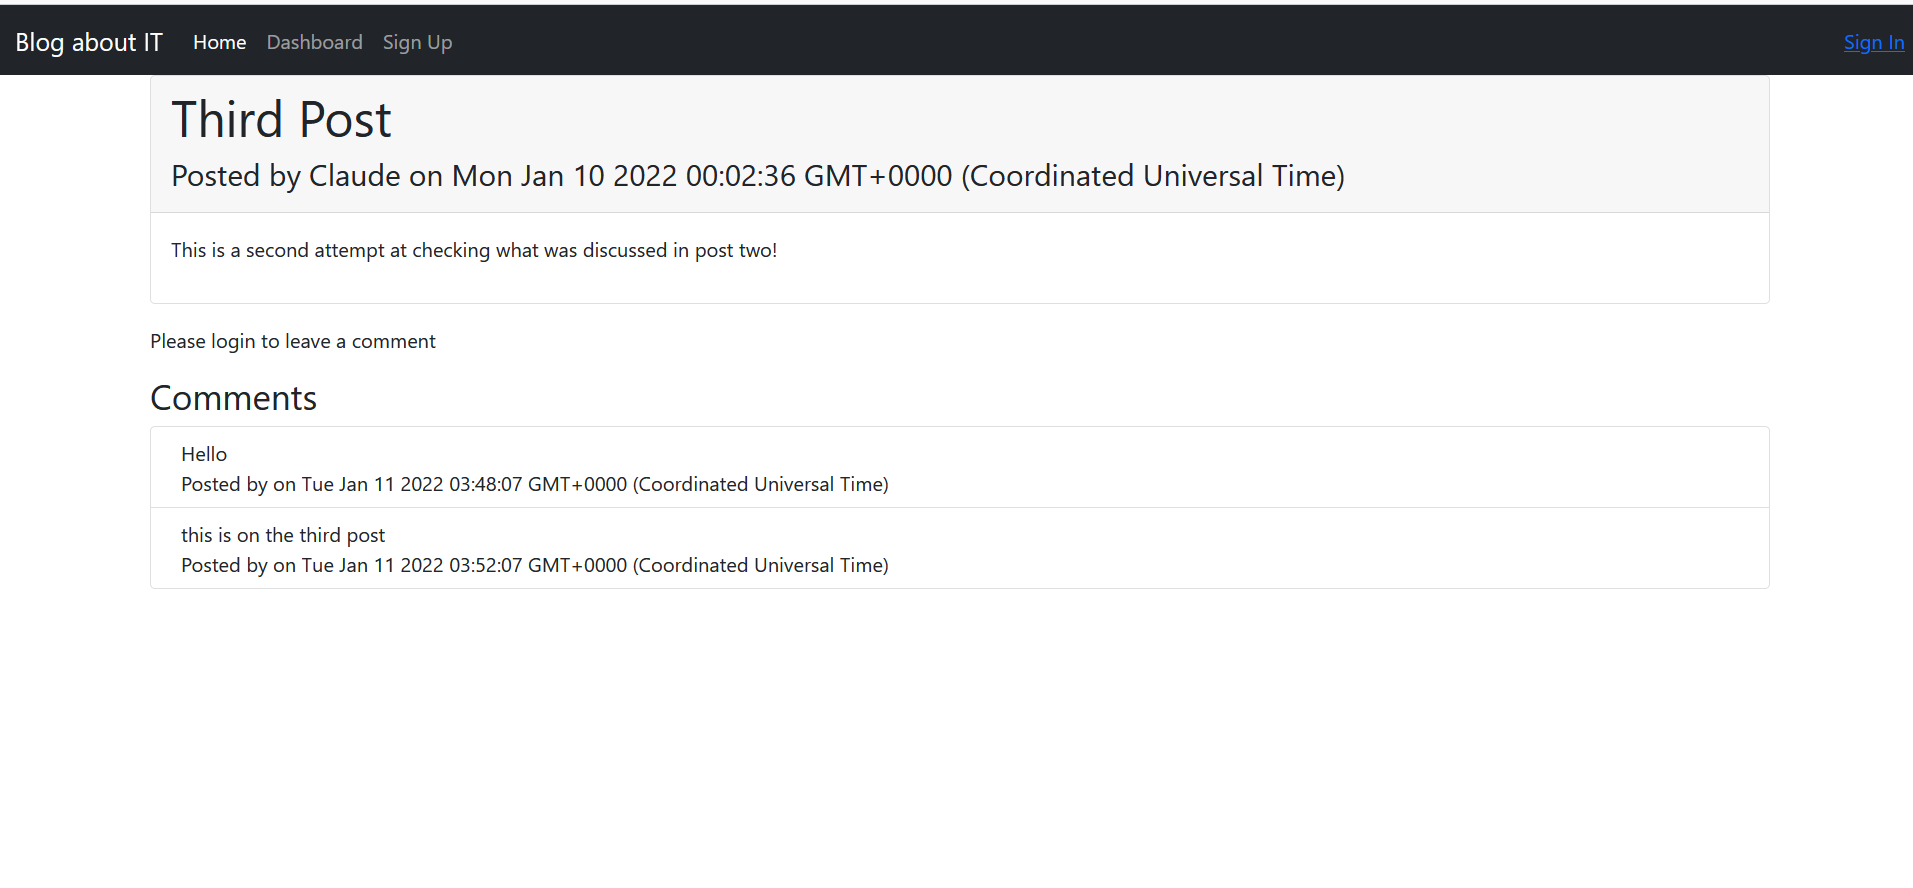 Blog about IT Home Dashboard Sign Up Sign In
Third Post
Posted by Claude on Mon Jan 10 2022 00:02:36 GMT+0000 (Coordinated Universal Time)
This is a second attempt at checking what was discussed in post two!
Please login to leave a comment
Comments
Hello
Posted by on Tue Jan 11 2022 03:48:07 GMT+0000 (Coordinated Universal Time)
this is on the third post
Posted by on Tue Jan 11 2022 03:52:07 GMT+0000 (Coordinated Universal Time)